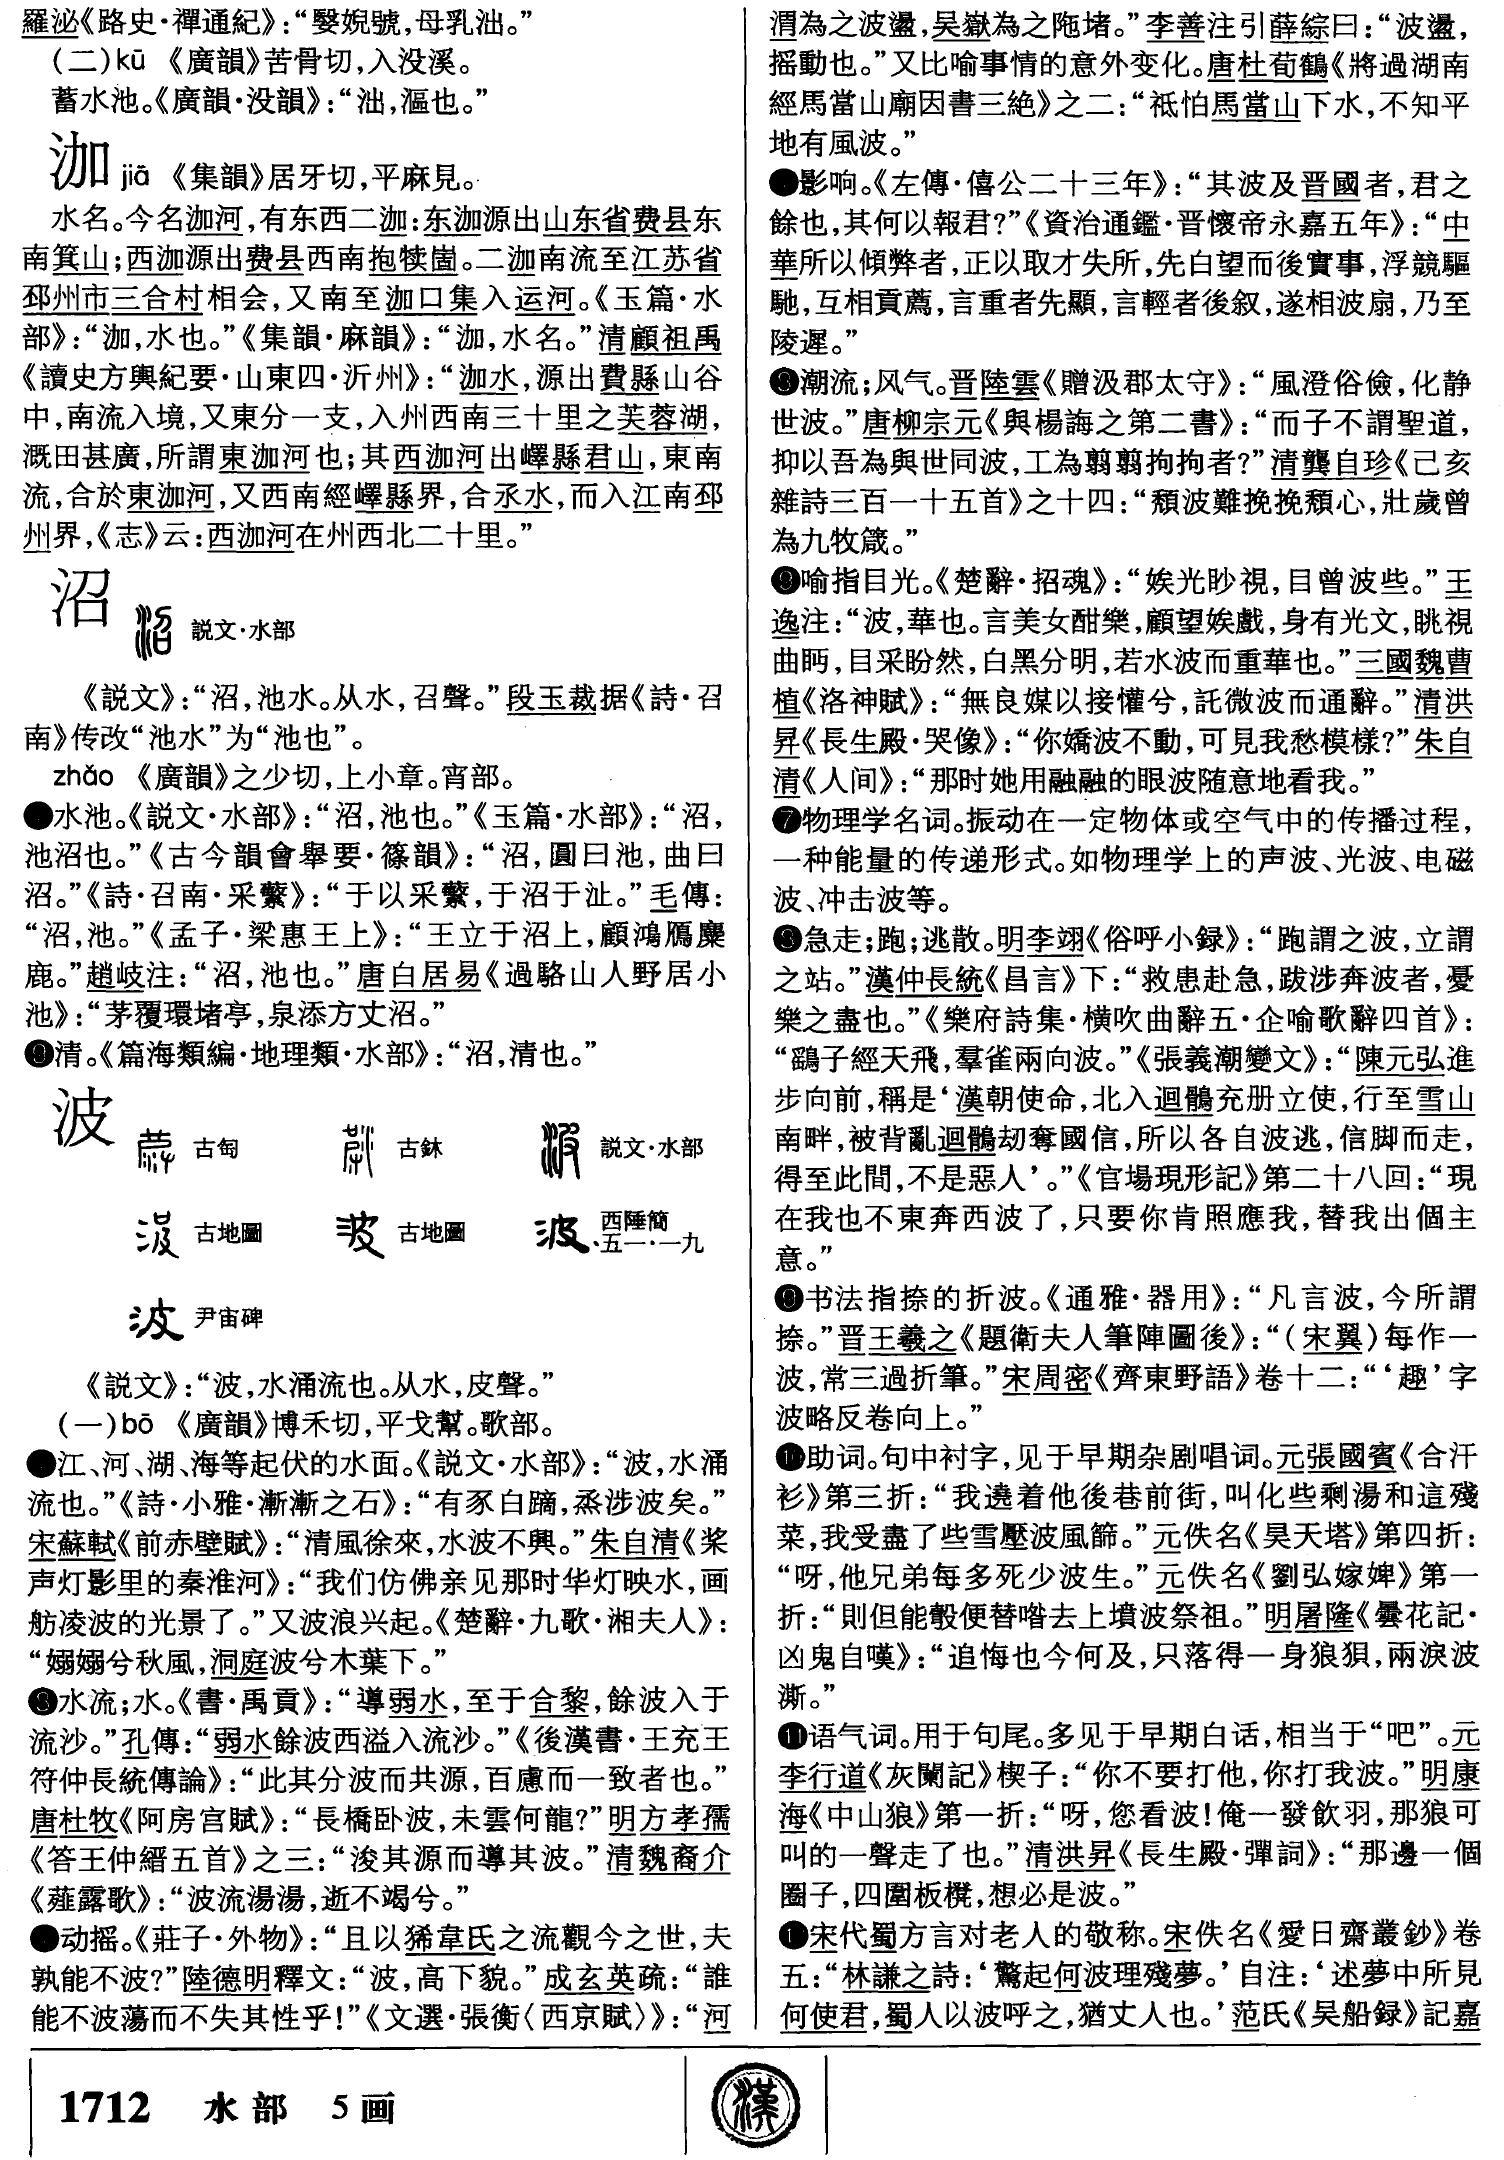 羅泌《路史·禪通紀》：“嫛婗號，母乳泏。”
（二）kū 《廣韻》苦骨切，入没溪。
蓄水池。《廣韻·没韻》：“泏，漚也。”
泇 jiā 《集韻》居牙切，平麻見。
水名。今名泇河，有东西二泇：东泇源出山东省费县东
南箕山；西泇源出费县西南抱犊崮。二泇南流至江苏省
邳州市三合村相会，又南至泇口集入运河。《玉篇·水
部》：“泇，水也。”《集韻·麻韻》：“泇，水名。”清顧祖禹
《讀史方輿紀要·山東四·沂州》：“泇水，源出費縣山谷
中，南流入境，又東分一支，入州西南三十里之芙蓉湖，
溉田甚廣，所謂東泇河也；其西泇河出嶧縣君山，東南
流，合於東泇河，又西南經嶧縣界，合丞水，而入江南邳
州界，《志》云：西泇河在州西北二十里。”
沼
説文·水部
《説文》：“沼，池水。从水，召聲。”段玉裁据《詩·召
南》传改“池水”为“池也”。
zhǎo 《廣韻》之少切，上小章。宵部。
水池。《説文·水部》：“沼，池也。”《玉篇·水部》：“沼，
池沼也。”《古今韻會舉要·篠韻》：“沼，圓曰池，曲曰
沼。”《詩·召南·采蘩》：“于以采蘩，于沼于沚。”毛傳：
“沼，池。”《孟子·梁惠王上》：“王立于沼上，顧鴻鴈麋
鹿。”趙岐注：“沼，池也。”唐白居易《過駱山人野居小
池》：“茅覆環堵亭，泉添方丈沼。”
清。《篇海類編·地理類·水部》：“沼，清也。”
波
古匋 古鉢 説文·水部
古地圖 古地圖 西陲簡
五一·一九
尹宙碑
《説文》：“波，水涌流也。从水，皮聲。”
（一）bō 《廣韻》博禾切，平戈幫。歌部。
江、河、湖、海等起伏的水面。《説文·水部》：“波，水涌
流也。”《詩·小雅·漸漸之石》：“有豕白蹢，烝涉波矣。”
宋蘇軾《前赤壁賦》：“清風徐來，水波不興。”朱自清《桨
声灯影里的秦淮河》：“我们仿佛亲见那时华灯映水，画
舫凌波的光景了。”又波浪兴起。《楚辭·九歌·湘夫人》：
“嫋嫋兮秋風，洞庭波兮木葉下。”
水流；水。《書·禹貢》：“導弱水，至于合黎，餘波入于
流沙。”孔傳：“弱水餘波西溢入流沙。”《後漢書·王充王
符仲長統傳論》：“此其分波而共源，百慮而一致者也。”
唐杜牧《阿房宫賦》：“長橋卧波，未雲何龍？”明方孝孺
《答王仲縉五首》之三：“浚其源而導其波。”清魏裔介
《薤露歌》：“波流湯湯，逝不竭兮。”
动摇。《莊子·外物》：“且以狶韋氏之流觀今之世，夫
孰能不波？”陸德明釋文：“波，高下貌。”成玄英疏：“誰
能不波蕩而不失其性乎！”《文選·張衡〈西京賦〉》：“河
渭為之波盪，吴嶽為之陁堵。”李善注引薛綜曰：“波盪，
摇動也。”又比喻事情的意外变化。唐杜荀鶴《將過湖南
經馬當山廟因書三絶》之二：“祇怕馬當山下水，不知平
地有風波。”
影响。《左傳·僖公二十三年》：“其波及晋國者，君之
餘也，其何以報君？”《資治通鑑·晋懷帝永嘉五年》：“中
華所以傾弊者，正以取才失所，先白望而後實事，浮競驅
馳，互相貢薦，言重者先顯，言輕者後叙，遂相波扇，乃至
陵遲。”
潮流；风气。晋陸雲《贈汲郡太守》：“風澄俗儉，化静
世波。”唐柳宗元《與楊誨之第二書》：“而子不謂聖道，
抑以吾為與世同波，工為翦翦拘拘者？”清龔自珍《己亥
雜詩三百一十五首》之十四：“頽波難挽挽頽心，壯歲曾
為九牧箴。”
喻指目光。《楚辭·招魂》：“娭光眇視，目曾波些。”王
逸注：“波，華也。言美女酣樂，顧望娭戲，身有光文，眺視
曲眄，目采盼然，白黑分明，若水波而重華也。”三國魏曹
植《洛神賦》：“無良媒以接懽兮，託微波而通辭。”清洪
昇《長生殿·哭像》：“你嬌波不動，可見我愁模樣？”朱自
清《人间》：“那时她用融融的眼波随意地看我。”
❼物理学名词。振动在一定物体或空气中的传播过程，
一种能量的传递形式。如物理学上的声波、光波、电磁
波、冲击波等。
急走；跑；逃散。明李翊《俗呼小録》：“跑謂之波，立謂
之站。”漢仲長統《昌言》下：“救患赴急，跋涉奔波者，憂
樂之盡也。”《樂府詩集·横吹曲辭五·企喻歌辭四首》：
“鷂子經天飛，羣雀兩向波。”《張義潮變文》：“陳元弘進
步向前，稱是‘漢朝使命，北入迴鶻充册立使，行至雪山
南畔，被背亂迴鶻劫奪國信，所以各自波逃，信脚而走，
得至此間，不是惡人’。”《官場現形記》第二十八回：“現
在我也不東奔西波了，只要你肯照應我，替我出個主
意。”
书法指捺的折波。《通雅·器用》：“凡言波，今所謂
捺。”晋王羲之《題衛夫人筆陣圖後》：“（宋翼）每作一
波，常三過折筆。”宋周密《齊東野語》卷十二：“‘趣’字
波略反卷向上。”
助词。句中衬字，见于早期杂剧唱词。元張國賓《合汗
衫》第三折：“我遶着他後巷前街，叫化些剩湯和這殘
菜，我受盡了些雪壓波風篩。”元佚名《昊天塔》第四折：
“呀，他兄弟每多死少波生。”元佚名《劉弘嫁婢》第一
折：“則但能彀便替喒去上墳波祭祖。”明屠隆《曇花記·
凶鬼自嘆》：“追悔也今何及，只落得一身狼狽，兩淚波
澌。”
⓫语气词。用于句尾。多见于早期白话，相当于“吧”。元
李行道《灰闌記》楔子：“你不要打他，你打我波。”明康
海《中山狼》第一折：“呀，您看波！俺一發飲羽，那狼可
叫的一聲走了也。”清洪昇《長生殿·彈詞》：“那邊一個
圈子，四圍板櫈，想必是波。”
宋代蜀方言对老人的敬称。宋佚名《愛日齋叢鈔》卷
五：“林謙之詩：‘驚起何波理殘夢。’自注：‘述夢中所見
何使君，蜀人以波呼之，猶丈人也。’范氏《吴船録》記嘉
1712 水部 5画
漢